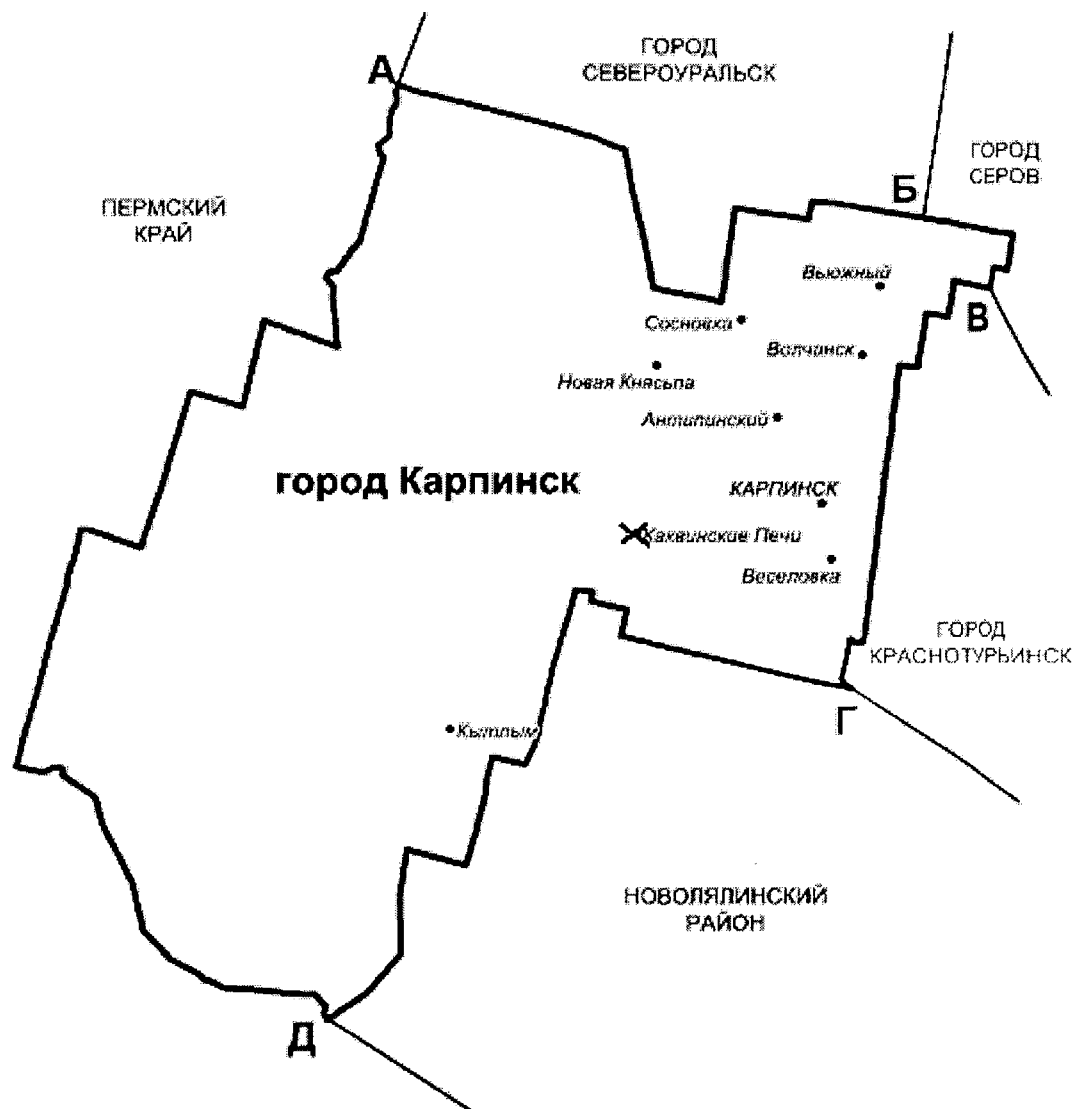 ГОРОД
СЕВЕРОУРАЛЬСК
А
ГОРОД
СЕРОВ
Б
ПЕРМСКИЙ
КРАЙ
Вьюжный
В
Сосновка
Волчанск
Новая Княсьпа
Антипинский
город Карпинск
КАРПИНСК
Каквинские Печи
Веселовка
ГОРОД
КРАСНОТУРЬИНСК
Г
Кытлым
НОВОЛЯЛИНСКИЙ
РАЙОН
Д